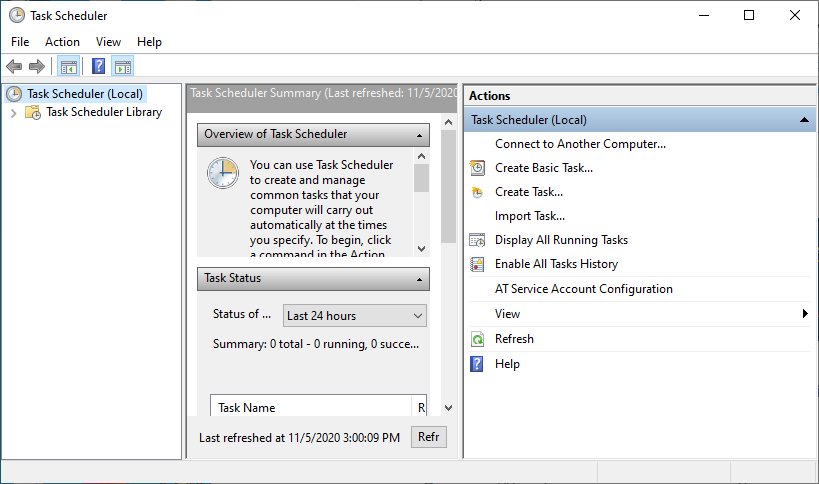 Task Scheduler
File Action View Help
Task Scheduler (Local)
Task Scheduler Library
Task Scheduler Summary (Last refreshed: 11/5/2020
Overview of Task Scheduler
You can use Task Scheduler
to create and manage
common tasks that your
computer will carry out
automatically at the times
you specify. To begin, click
a command in the Action
Task Status
Status of ...
Last 24 hours
Summary: 0 total - 0 running, 0 succe...
Task Name R
Last refreshed at 11/5/2020 3:00:09 PM
Refr
Actions
Task Scheduler (Local)
Connect to Another Computer...
Create Basic Task...
Create Task...
Import Task...
Display All Running Tasks
Enable All Tasks History
AT Service Account Configuration
View
Refresh
Help